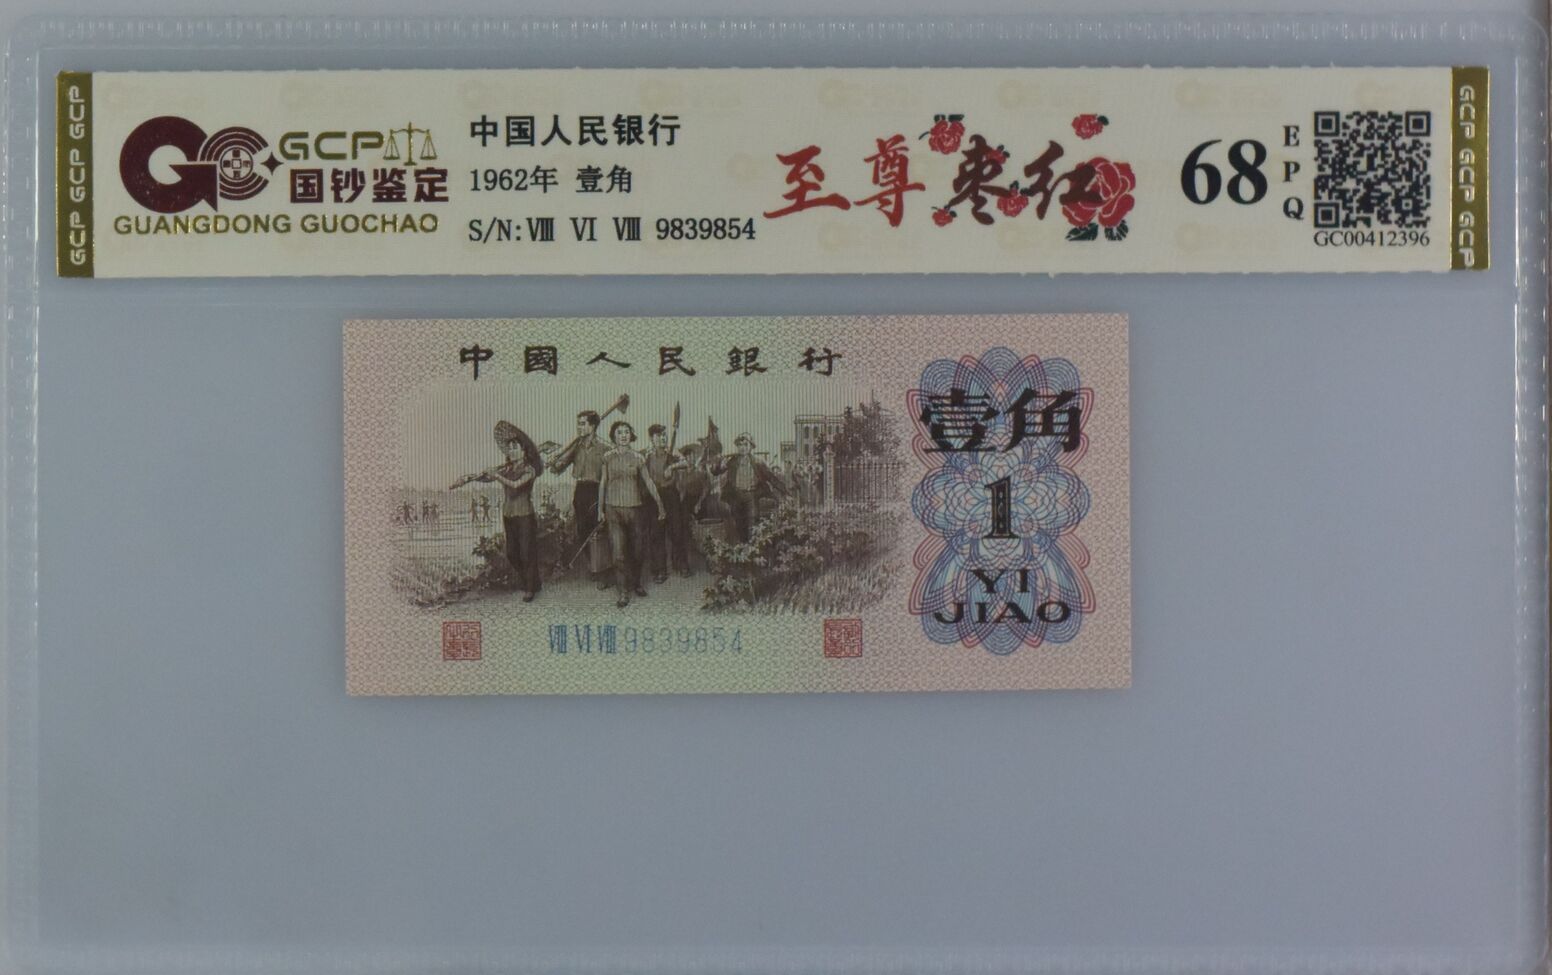 GCP GCP GCP
GCP
国钞鉴定
GUANGDONG GUOCHAO
中国人民银行
1962年 壹角
S/N:Ⅷ Ⅵ Ⅷ 9839854
至尊枣红
68
EPQ
GC00412396
GCP GCP GCP
中國人民銀行
壹角
1
YI
JIAO
Ⅷ Ⅵ Ⅷ 9839854